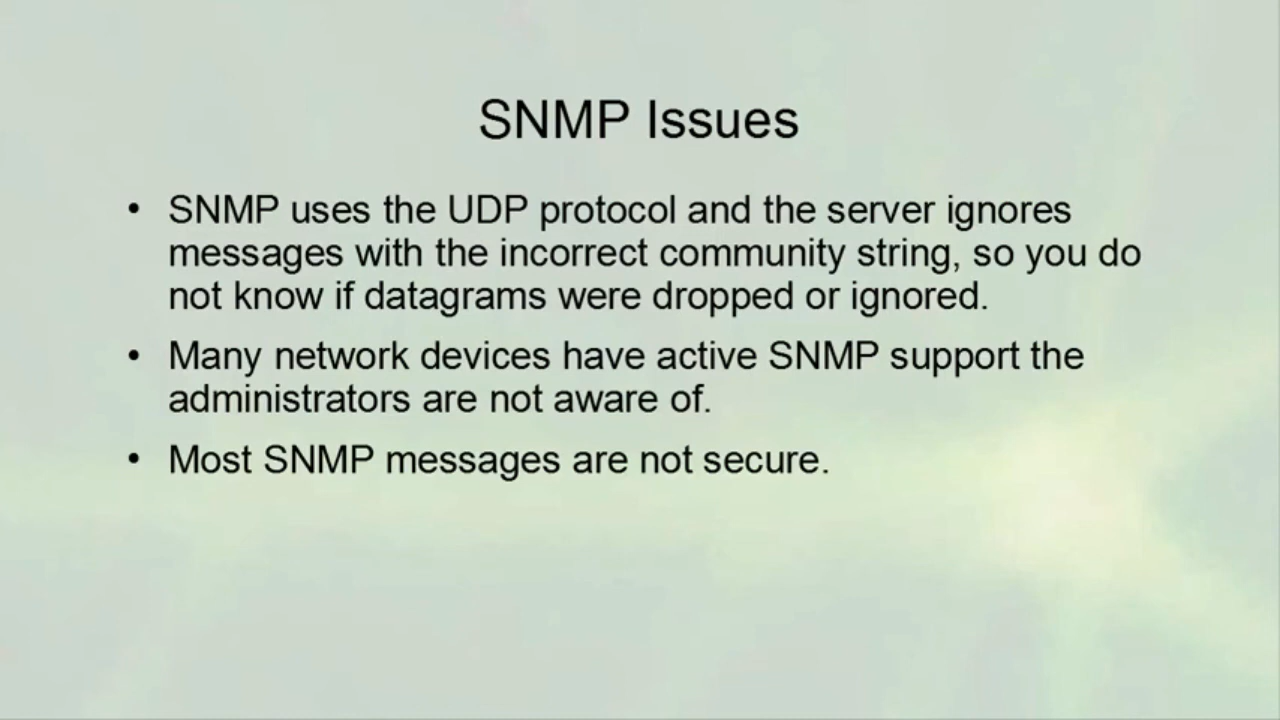 SNMP Issues
• SNMP uses the UDP protocol and the server ignores
messages with the incorrect community string, so you do
not know if datagrams were dropped or ignored.
• Many network devices have active SNMP support the
administrators are not aware of.
• Most SNMP messages are not secure.